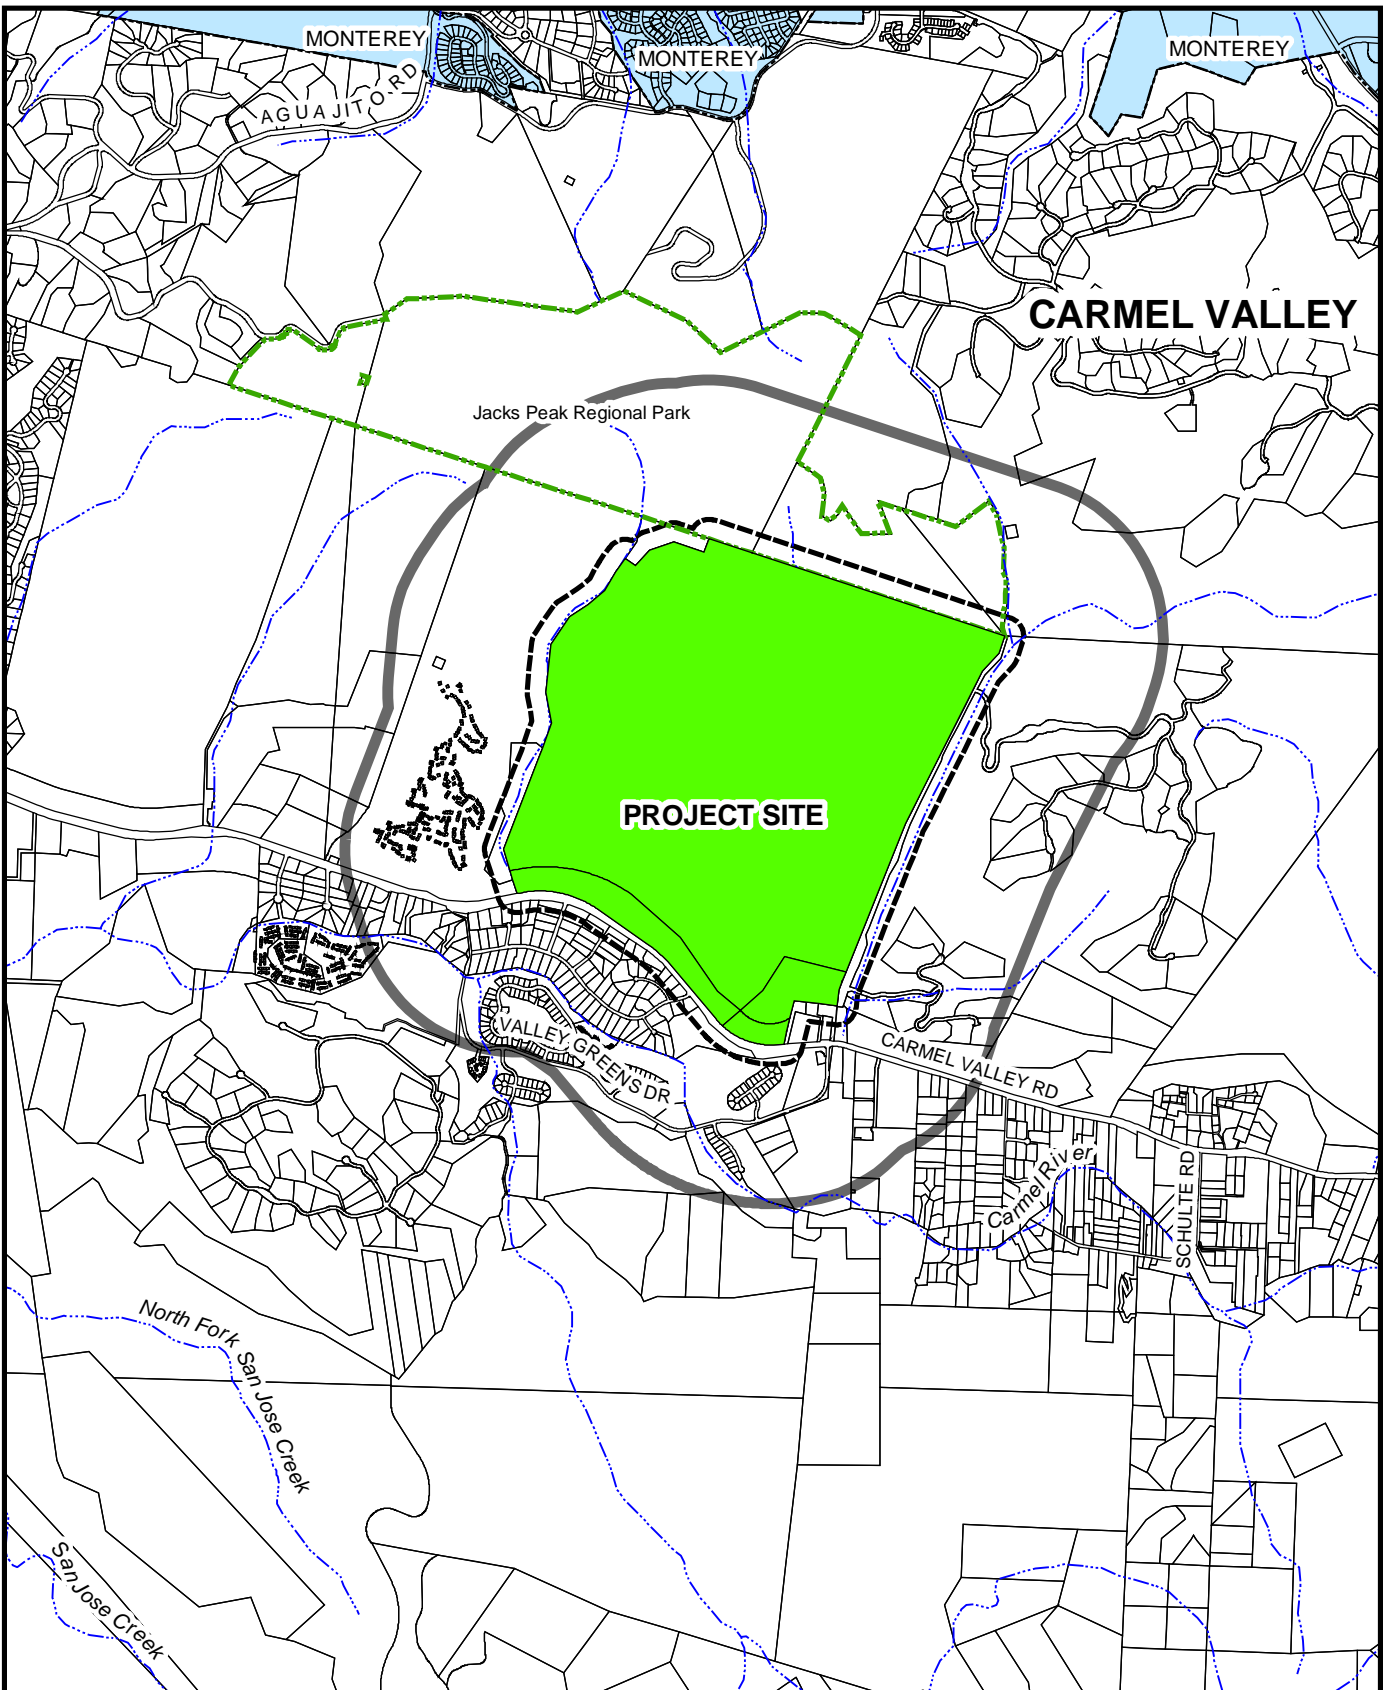 MONTEREY
MONTEREY
MONTEREY
AGUAJITO RD
CARMEL VALLEY
Jacks Peak Regional Park
PROJECT SITE
VALLEY GREENS DR
CARMEL VALLEY RD
Carmel River
SCHULTE RD
North Fork San Jose Creek
San Jose Creek